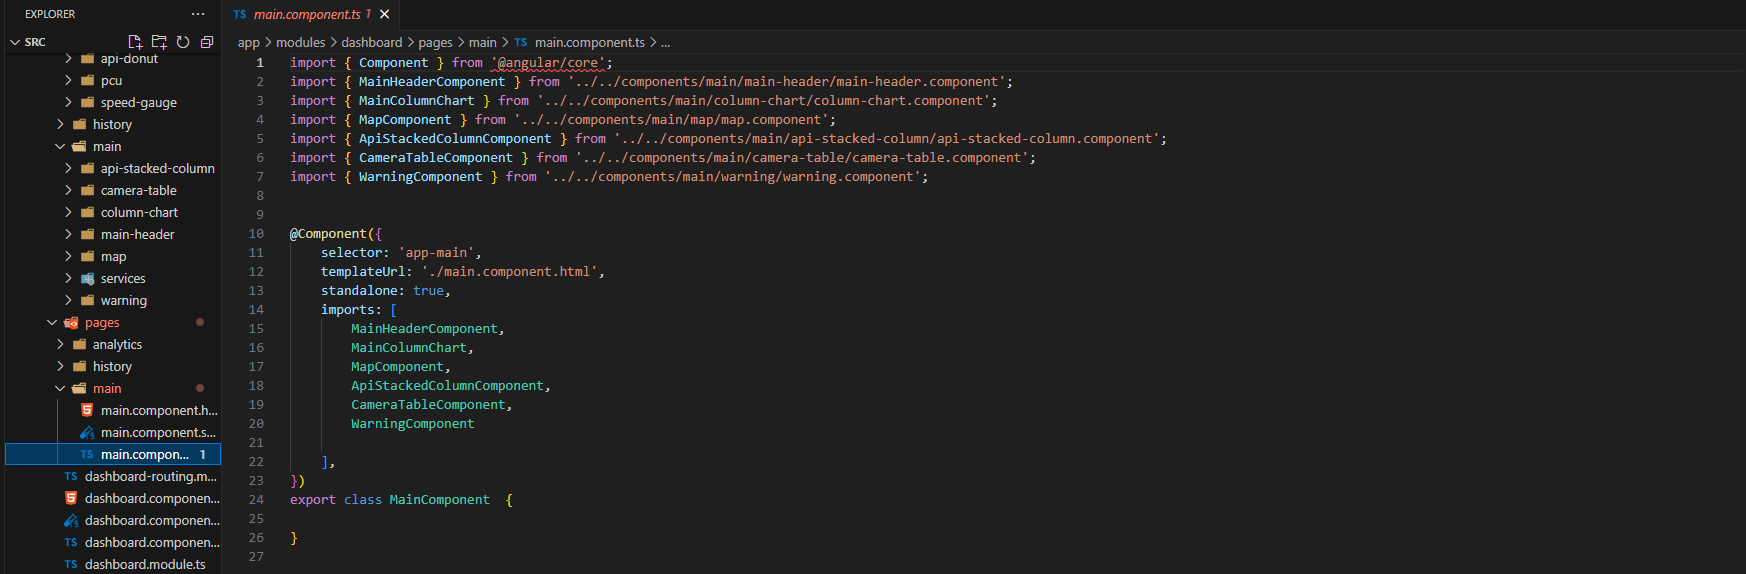 EXPLORER
...
SRC
api-donut
pcu
speed-gauge
history
main
api-stacked-column
camera-table
column-chart
main-header
map
services
warning
pages
analytics
history
main
main.component.h...
main.component.s...
TS main.compon... 1
TS dashboard-routing.m...
dashboard.componen...
dashboard.componen...
TS dashboard.componen...
TS dashboard.module.ts
TS main.component.ts 1 ×
app > modules > dashboard > pages > main > TS main.component.ts > ...
1 import { Component } from '@angular/core';
2 import { MainHeaderComponent } from '../../components/main/main-header/main-header.component';
3 import { MainColumnChart } from '../../components/main/column-chart/column-chart.component';
4 import { MapComponent } from '../../components/main/map/map.component';
5 import { ApiStackedColumnComponent } from '../../components/main/api-stacked-column/api-stacked-column.component';
6 import { CameraTableComponent } from '../../components/main/camera-table/camera-table.component';
7 import { WarningComponent } from '../../components/main/warning/warning.component';
8
9
10 @Component({
11 selector: 'app-main',
12 templateUrl: './main.component.html',
13 standalone: true,
14 imports: [
15 MainHeaderComponent,
16 MainColumnChart,
17 MapComponent,
18 ApiStackedColumnComponent,
19 CameraTableComponent,
20 WarningComponent
21
22 ],
23 })
24 export class MainComponent {
25
26 }
27